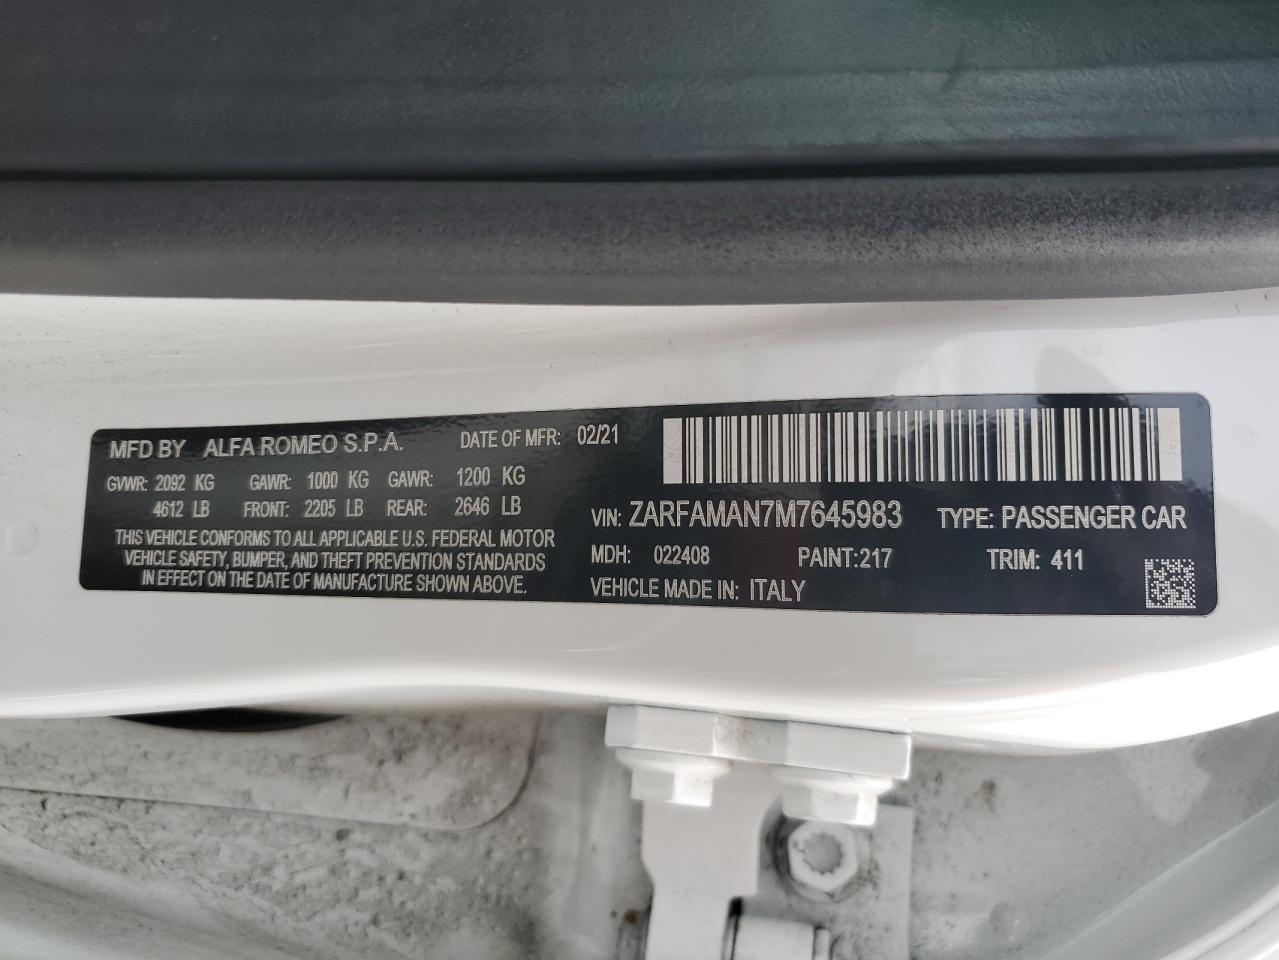 MFD BY ALFA ROMEO S.P.A. DATE OF MFR: 02/21
GVWR: 2092 KG GAWR: 1000 KG GAWR: 1200 KG
4612 LB FRONT: 2205 LB REAR: 2646 LB
THIS VEHICLE CONFORMS TO ALL APPLICABLE U.S. FEDERAL MOTOR
VEHICLE SAFETY, BUMPER, AND THEFT PREVENTION STANDARDS
IN EFFECT ON THE DATE OF MANUFACTURE SHOWN ABOVE.
VIN: ZARFAMAN7M7645983 TYPE: PASSENGER CAR
MDH: 022408 PAINT:217 TRIM: 411
VEHICLE MADE IN: ITALY